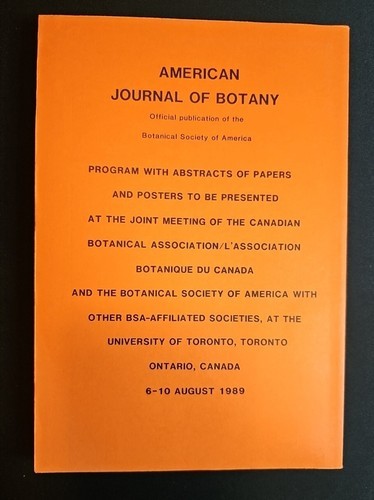 AMERICAN
JOURNAL OF BOTANY
Official publication of the
Botanical Society of America
PROGRAM WITH ABSTRACTS OF PAPERS
AND POSTERS TO BE PRESENTED
AT THE JOINT MEETING OF THE CANADIAN
BOTANICAL ASSOCIATION/L'ASSOCIATION
BOTANIQUE DU CANADA
AND THE BOTANICAL SOCIETY OF AMERICA WITH
OTHER BSA-AFFILIATED SOCIETIES, AT THE
UNIVERSITY OF TORONTO, TORONTO
ONTARIO, CANADA
6-10 AUGUST 1989